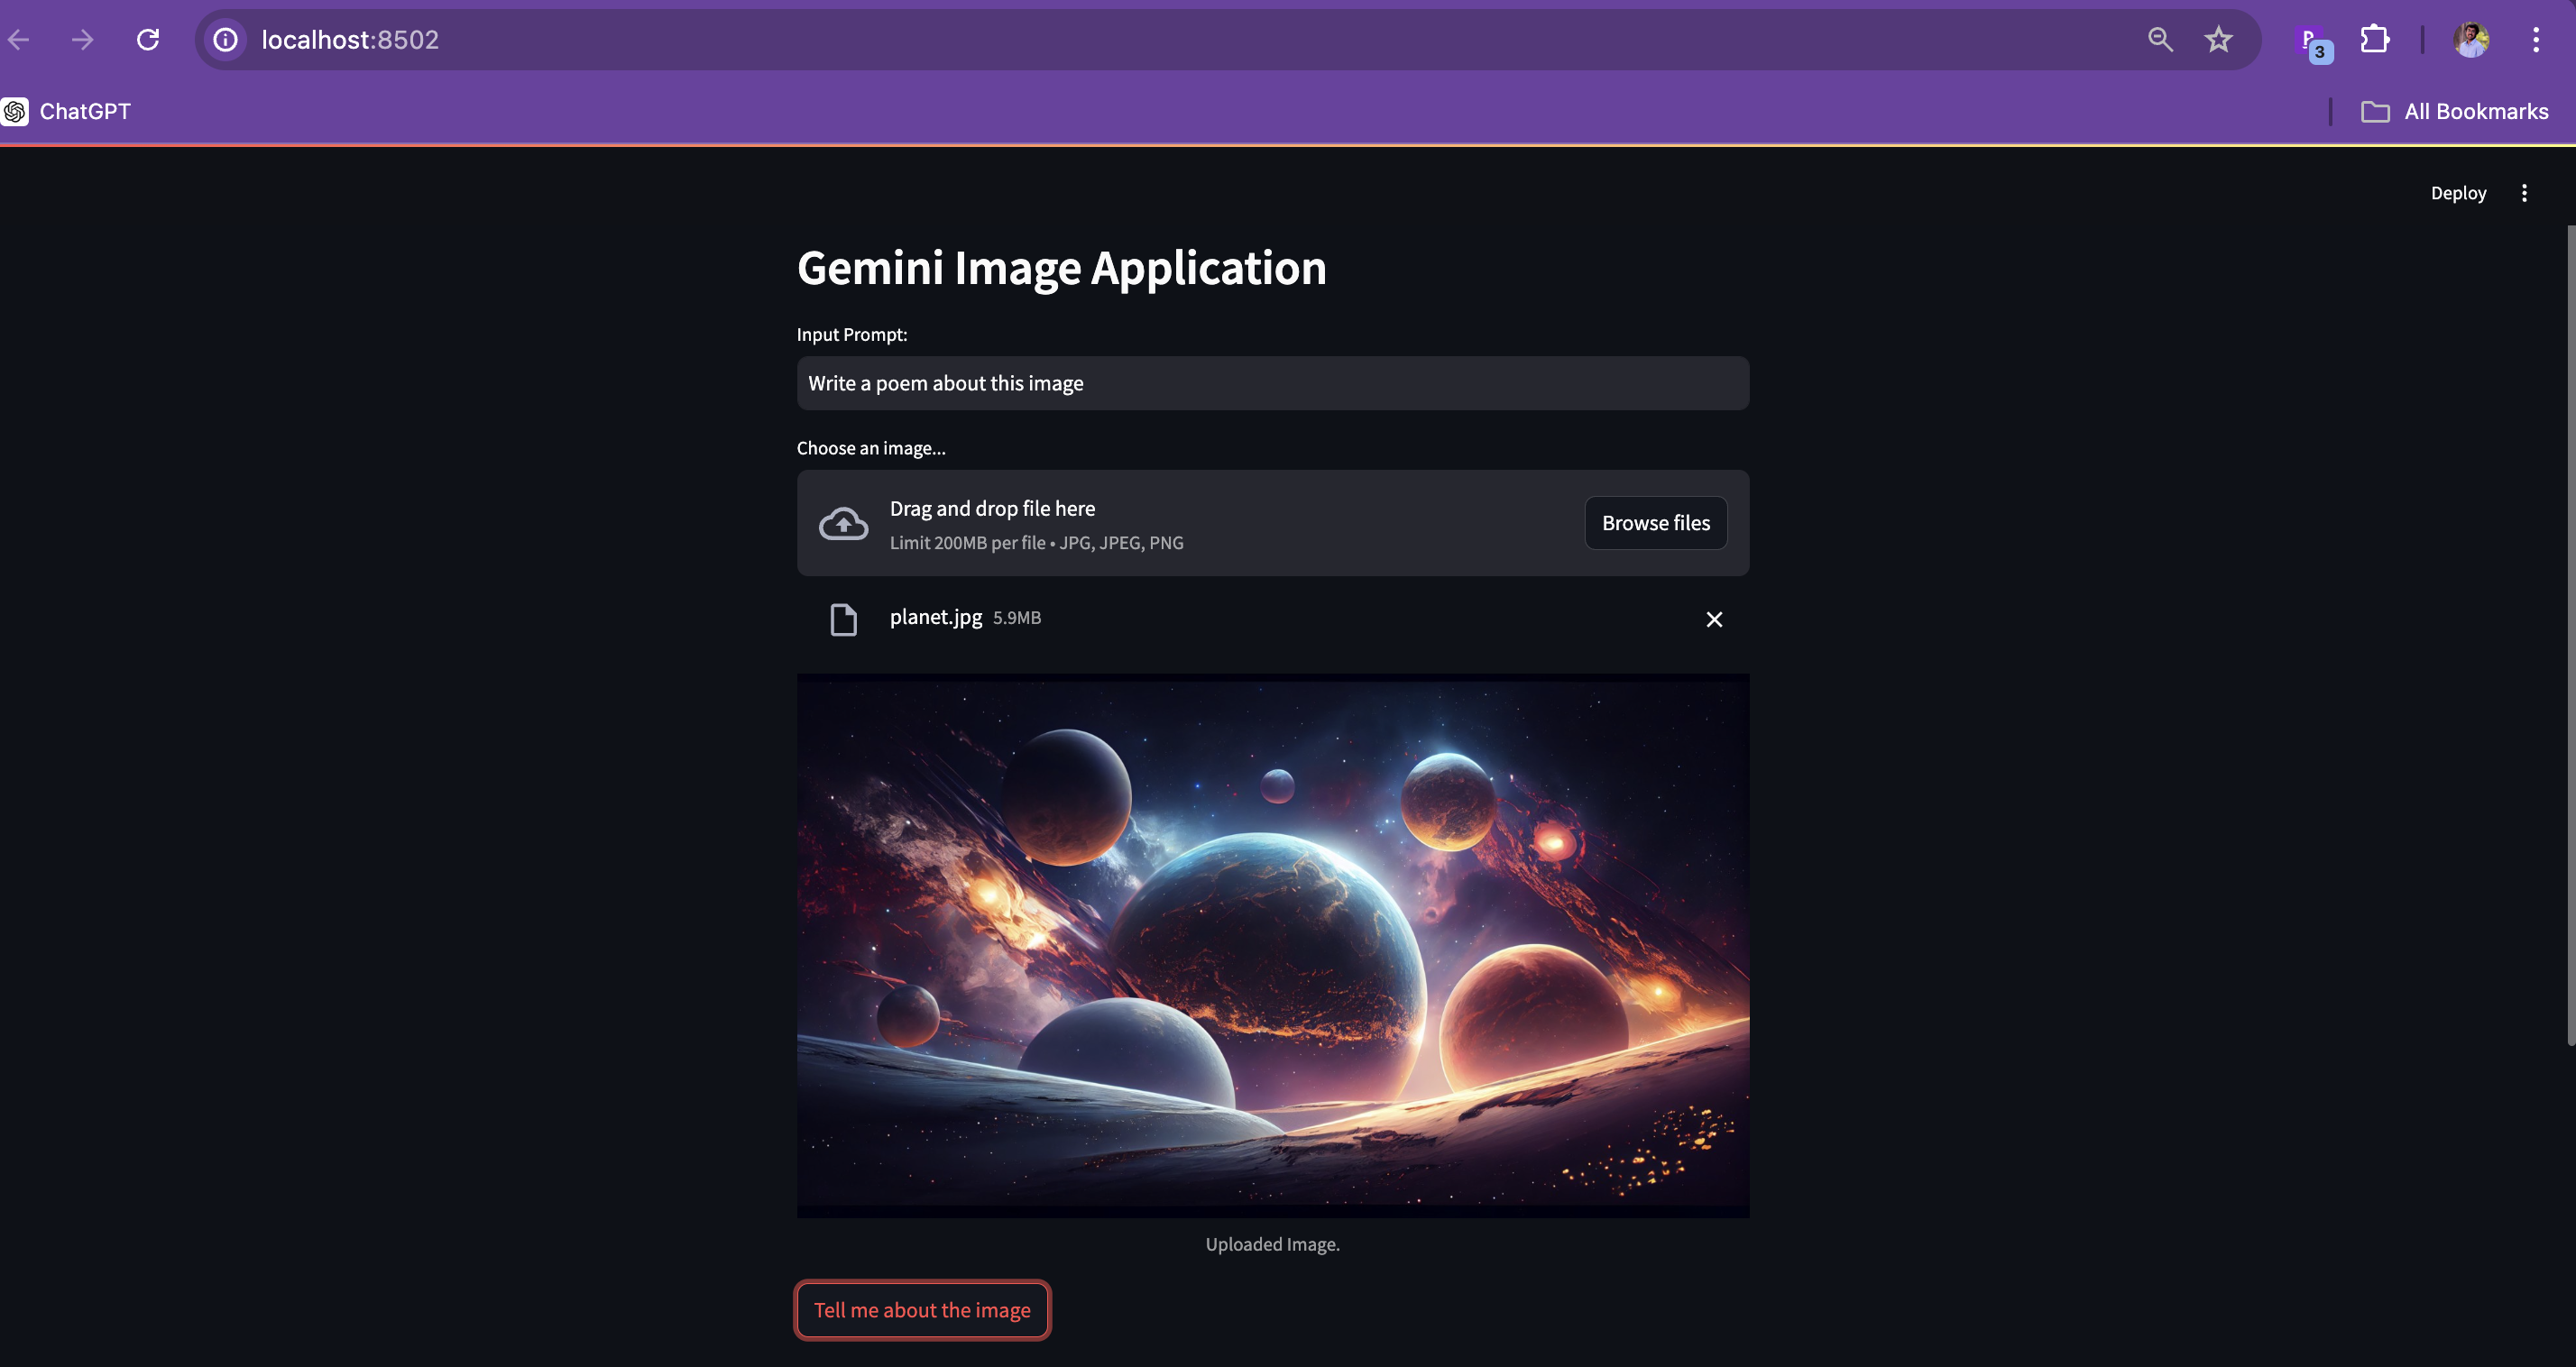 localhost:8502
3
ChatGPT
All Bookmarks
Deploy
Gemini Image Application
Input Prompt:
Write a poem about this image
Choose an image...
Drag and drop file here
Limit 200MB per file • JPG, JPEG, PNG
Browse files
planet.jpg 5.9MB
Uploaded Image.
Tell me about the image